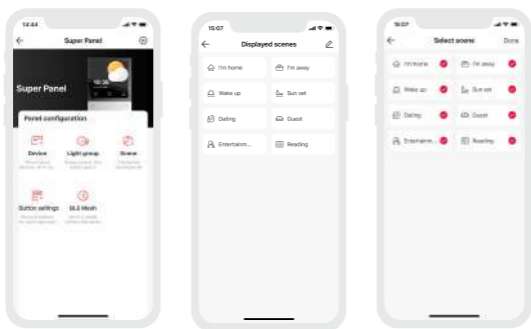 14:44
Super Panel
Super Panel
Panel configuration
Device
Light group
Scene
Button settings
BLE Mesh
15:07
Displayed scenes
I'm home
I'm away
Wake up
Sun set
Dating
Guest
Entertainm...
Reading
15:07
Select scene
Done
I'm home
I'm away
Wake up
Sun set
Dating
Guest
Entertainm...
Reading